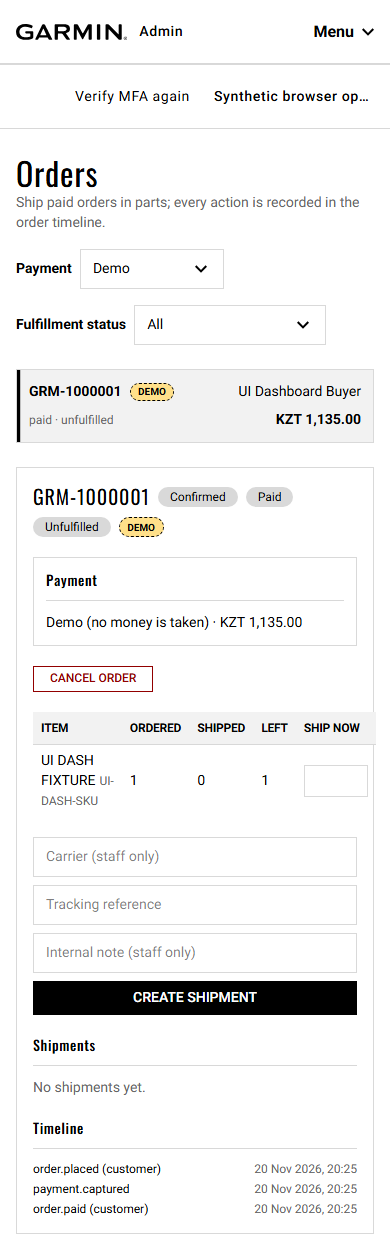 GARMIN. Admin Menu
Verify MFA again Synthetic browser op…
Orders
Ship paid orders in parts; every action is recorded in the
order timeline.
Payment Demo
Fulfillment status All
GRM-1000001 DEMO UI Dashboard Buyer
paid · unfulfilled KZT 1,135.00
GRM-1000001 Confirmed Paid
Unfulfilled DEMO
Payment
Demo (no money is taken) · KZT 1,135.00
CANCEL ORDER
ITEM ORDERED SHIPPED LEFT SHIP NOW
UI DASH
FIXTURE UI- 1 0 1
DASH-SKU
Carrier (staff only)
Tracking reference
Internal note (staff only)
CREATE SHIPMENT
Shipments
No shipments yet.
Timeline
order.placed (customer) 20 Nov 2026, 20:25
payment.captured 20 Nov 2026, 20:25
order.paid (customer) 20 Nov 2026, 20:25